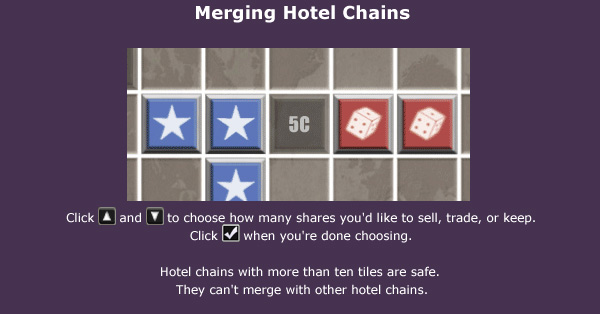 Merging Hotel Chains
5C
Click and to choose how many shares you'd like to sell, trade, or keep.
Click when you're done choosing.
Hotel chains with more than ten tiles are safe.
They can't merge with other hotel chains.